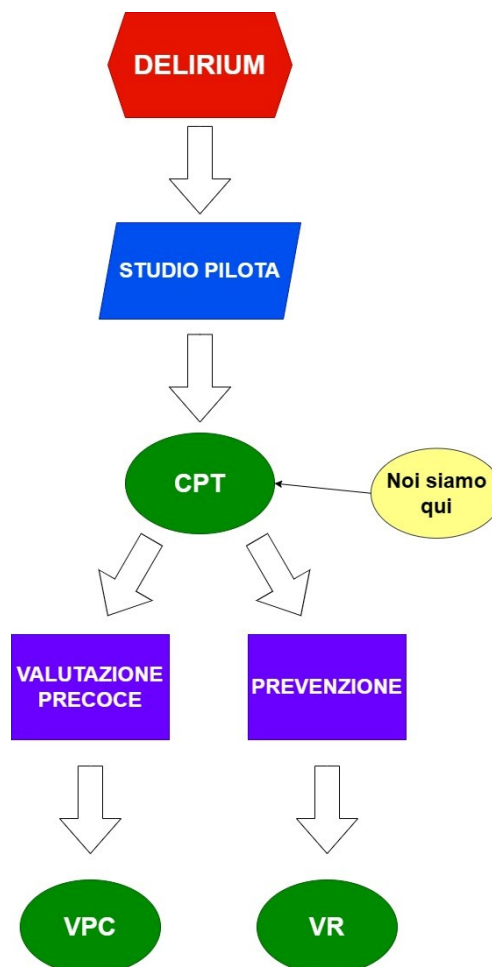 DELIRIUM
STUDIO PILOTA
CPT
Noi siamo
qui
VALUTAZIONE
PRECOCE
PREVENZIONE
VPC
VR